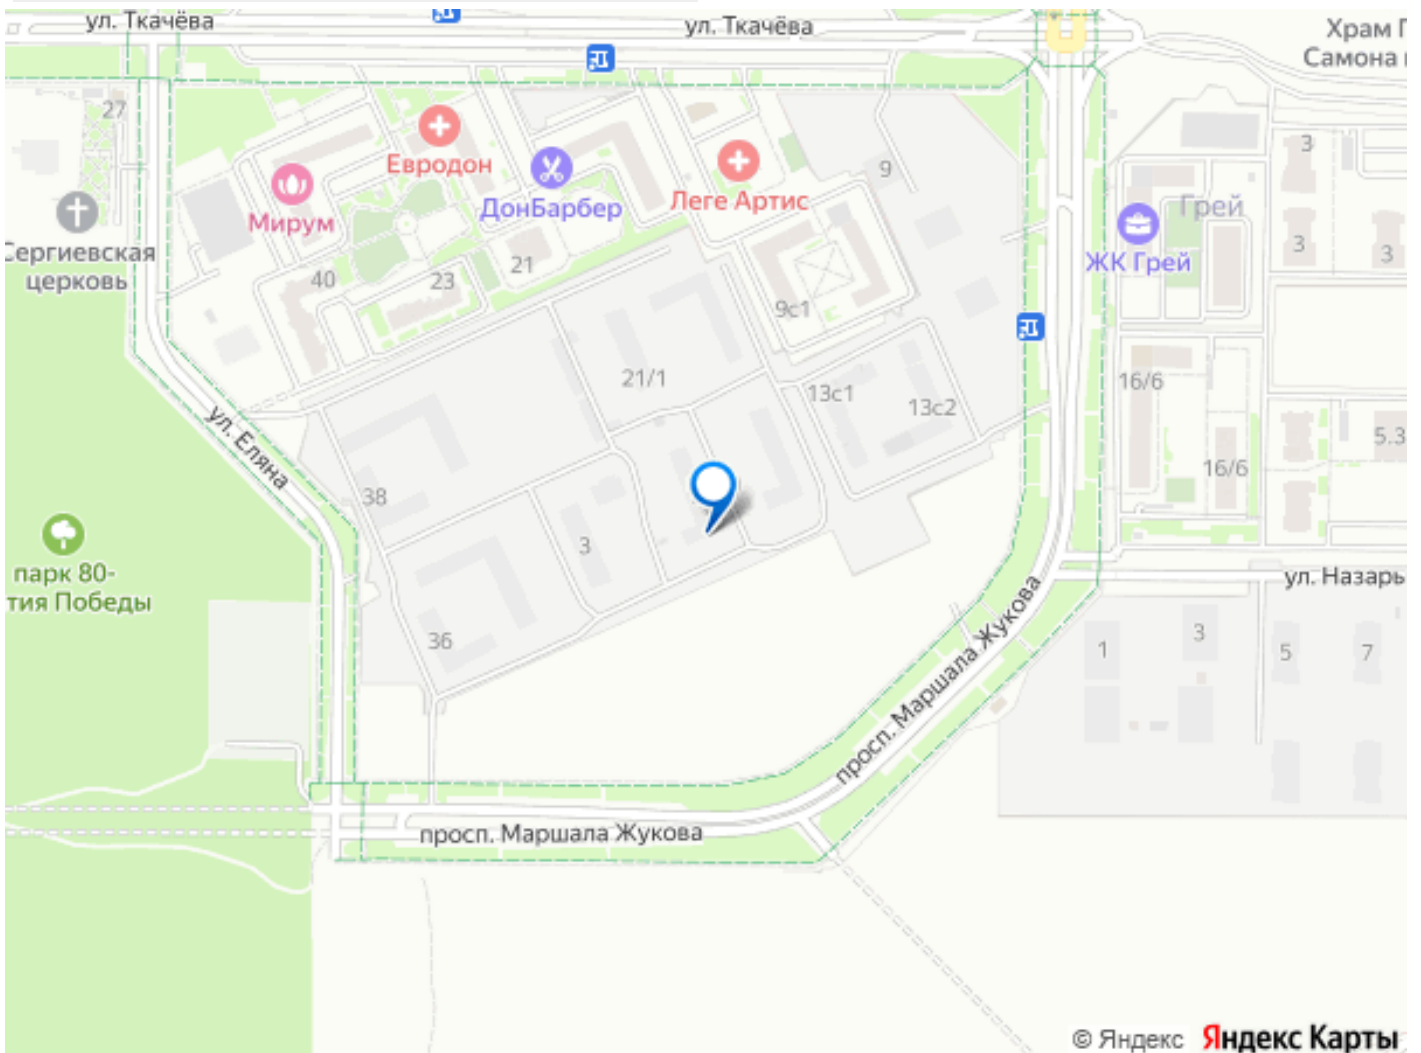 ул. Ткачёва
ул. Ткачёва
Храм
Самона
27
Евродон
Мирум
ДонБарбер
Леге Артис
9
3
Грей
ЖК Грей
3
3
Сергиевская
церковь
40
23
21
9с1
21/1
13с1
13с2
16/6
5.3
16/6
ул. Еляна
38
3
36
парк 80-
тия Победы
ул. Назарь
просп. Маршала Жукова
1
3
5
7
просп. Маршала Жукова
© Яндекс Яндекс Карты